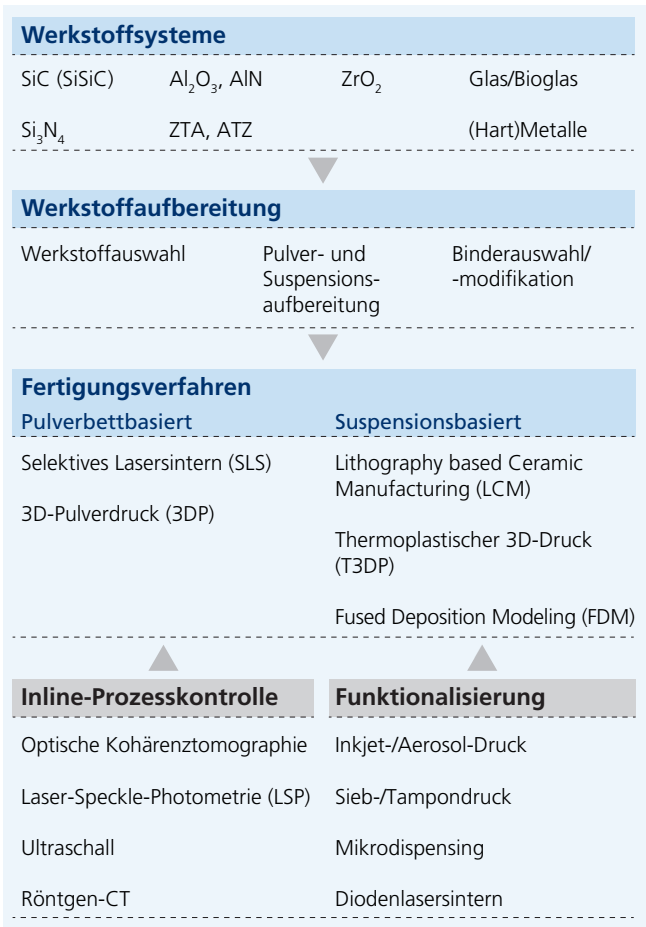 Werkstoffsysteme
SiC (SiSiC) Al₂O₃, AlN ZrO₂ Glas/Bioglas
Si₃N₄ ZTA, ATZ (Hart)Metalle
Werkstoffaufbereitung
Werkstoffauswahl
Pulver- und
Suspensions-
aufbereitung
Binderauswahl/
-modifikation
Fertigungsverfahren
Pulverbettbasiert
Selektives Lasersintern (SLS)
3D-Pulverdruck (3DP)
Suspensionsbasiert
Lithography based Ceramic
Manufacturing (LCM)
Thermoplastischer 3D-Druck
(T3DP)
Fused Deposition Modeling (FDM)
Inline-Prozesskontrolle
Optische Kohärenztomographie
Laser-Speckle-Photometrie (LSP)
Ultraschall
Röntgen-CT
Funktionalisierung
Inkjet-/Aerosol-Druck
Sieb-/Tampondruck
Mikrodispensing
Diodenlasersintern